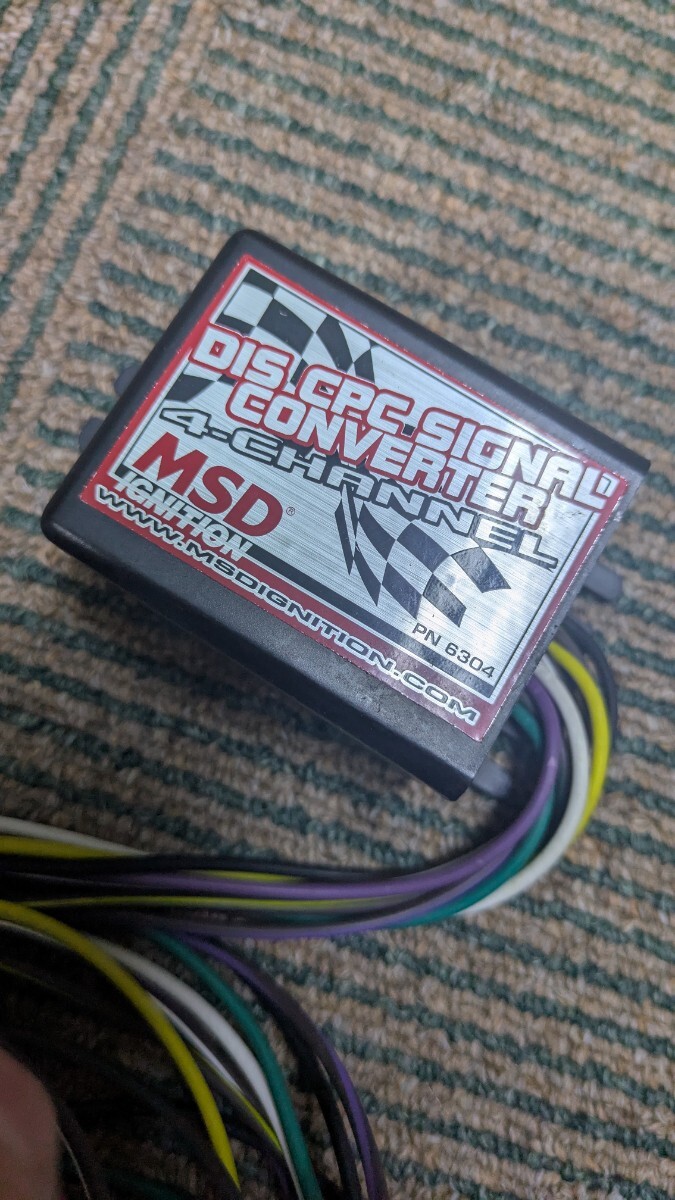 DIS CPC SIGNAL
CONVERTER
4-CHANNEL
MSD®
IGNITION
WWW.MSDIGNITION.COM
PN 6304